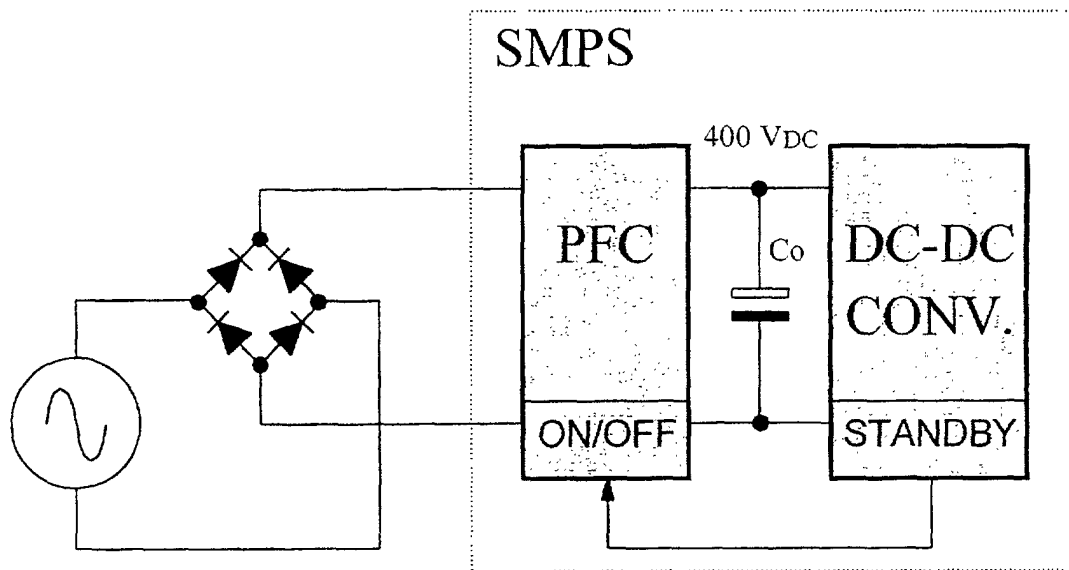 SMPS
400 VDC
PFC
Co
DC-DC
CONV.
ON/OFF
STANDBY